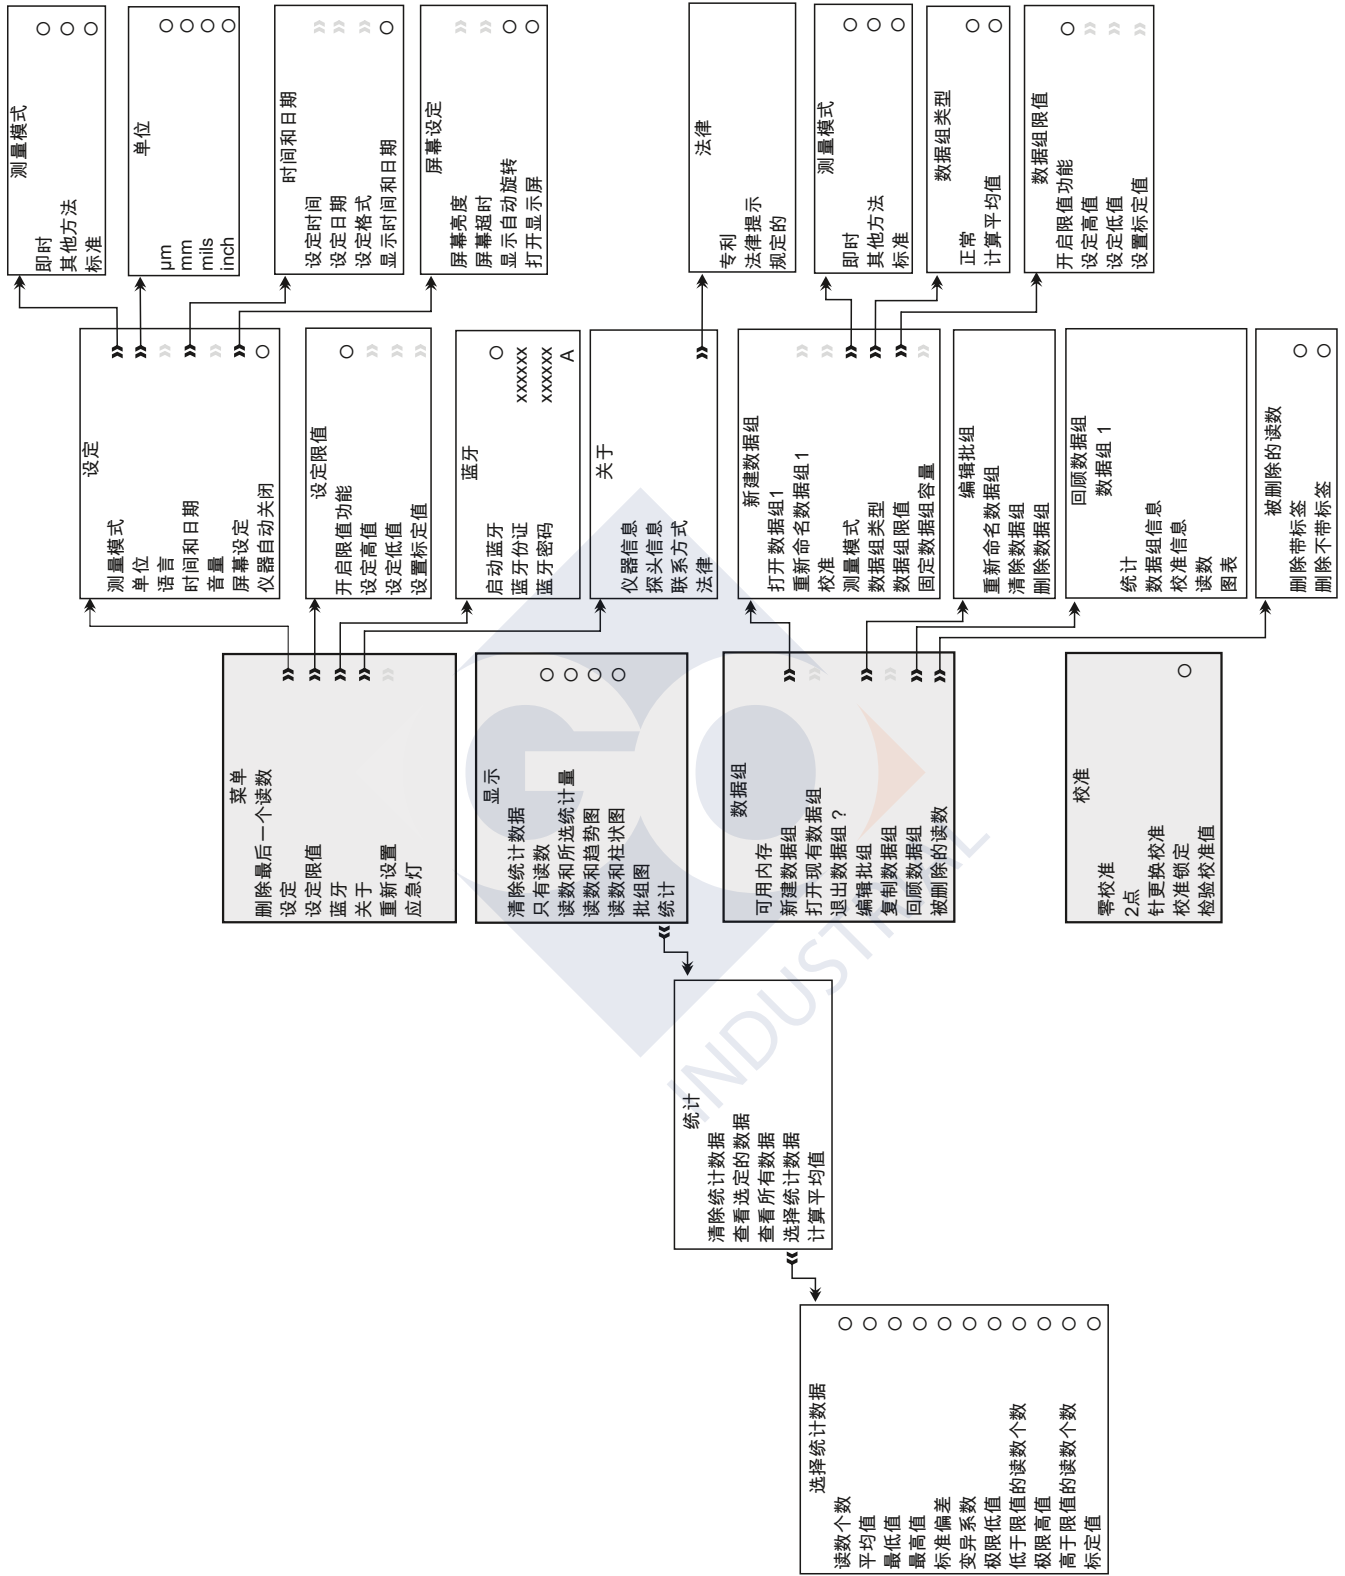 测量模式
即时
其他方法
标准
单位
µm
mm
mils
inch
时间和日期
设定时间
设定日期
设定格式
显示时间和日期
屏幕设定
屏幕亮度
屏幕超时
显示自动旋转
打开显示屏
法律
专利
法律提示
规定的
测量模式
即时
其他方法
标准
数据组类型
正常
计算平均值
数据组限值
开启限值功能
设定高值
设定低值
设置标定值
设定
测量模式
单位
语言
时间和日期
音量
屏幕设定
仪器自动关闭
设定限值
开启限值功能
设定高值
设定低值
设置标定值
蓝牙
启动蓝牙
蓝牙份证 xxxxxx
蓝牙密码 xxxxxx
A
关于
仪器信息
探头信息
联系方式
法律
新建数据组
打开数据组1
重新命名数据组1
校准
测量模式
数据组类型
数据组限值
固定数据组容量
编辑批组
重新命名数据组
清除数据组
删除数据组
回顾数据组
数据组 1
统计
数据组信息
校准信息
读数
图表
被删除的读数
删除带标签
删除不带标签
菜单
删除最后一个读数
设定
设定限值
蓝牙
关于
重新设置
应急灯
显示
清除统计数据
只有读数
读数和所选统计量
读数和趋势图
读数和柱状图
批组图
统计
数据组
可用内存
新建数据组
打开现有数据组
退出数据组？
编辑批组
复制数据组
回顾数据组
被删除的读数
校准
零校准
2点
针更换校准
校准锁定
检验校准值
统计
清除统计数据
查看选定的数据
查看所有数据
选择统计数据
计算平均值
选择统计数据
读数个数
平均值
最低值
最高值
标准偏差
变异系数
极限低值
低于限值的读数个数
极限高值
高于限值的读数个数
标定值
GO
INDUSTRIAL